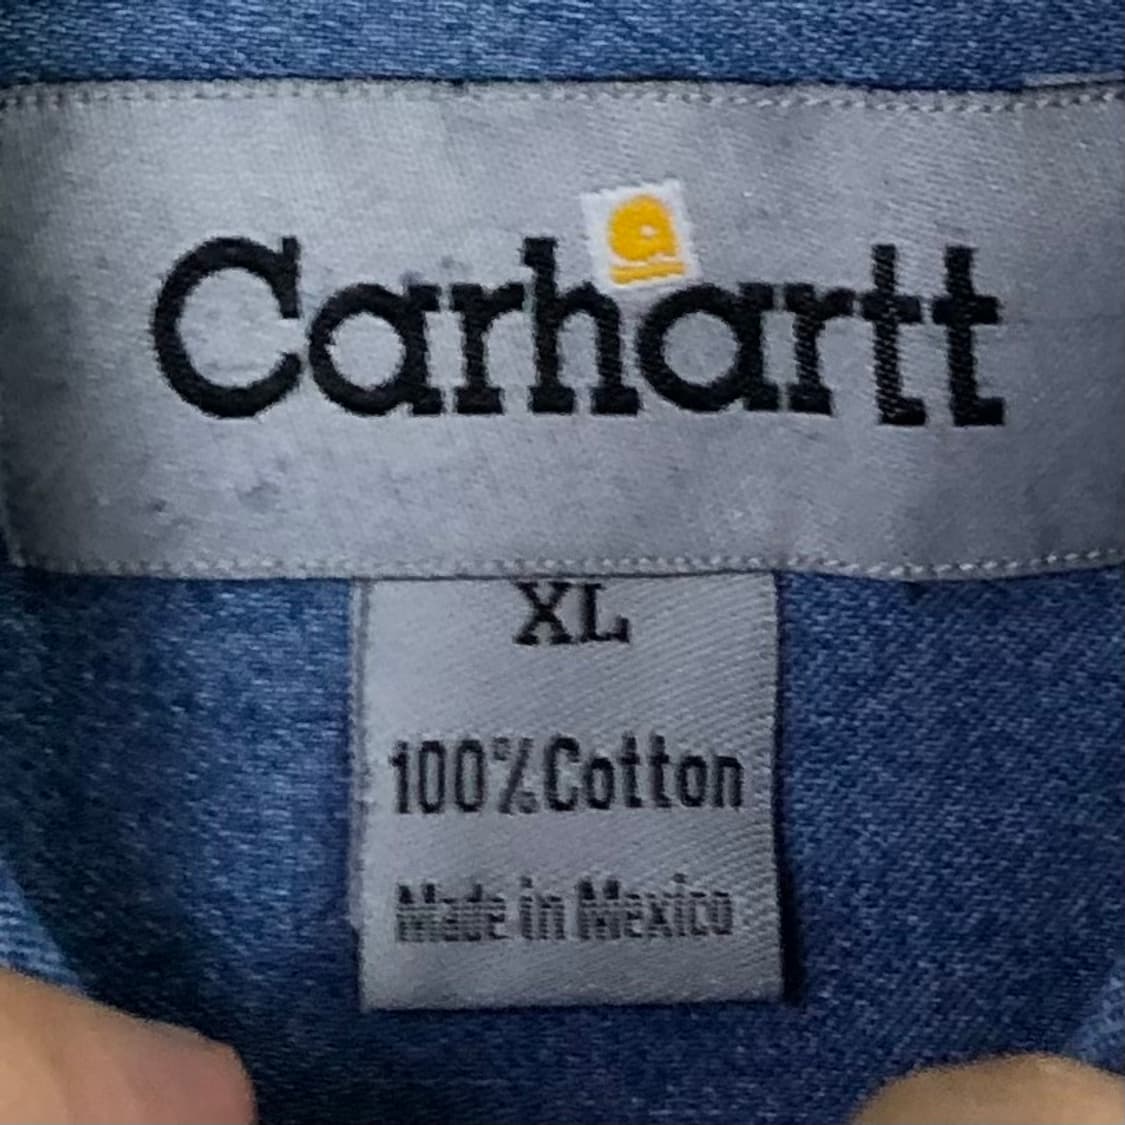 Carhartt
XL
100% Cotton
Made in Mexico